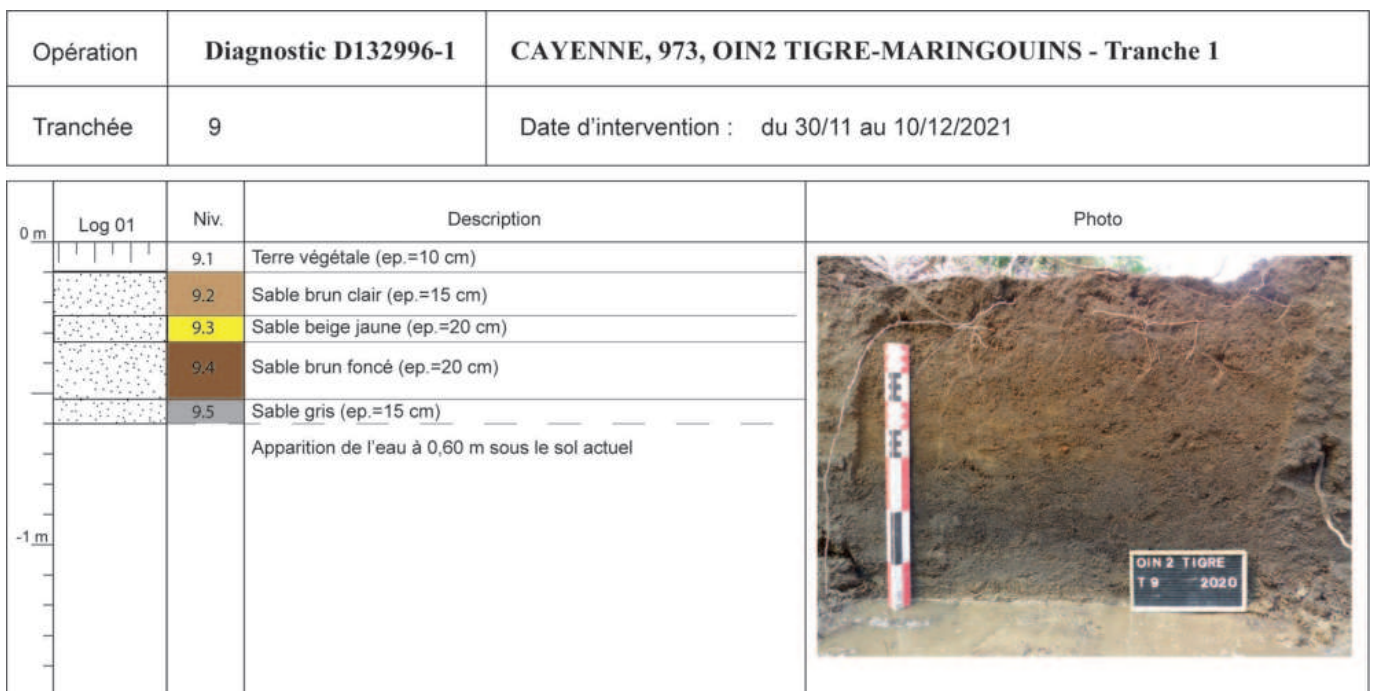 Opération Diagnostic D132996-1 CAYENNE, 973, OIN2 TIGRE-MARINGOUINS - Tranche 1
Tranchée 9 Date d'intervention : du 30/11 au 10/12/2021
0 m Log 01 Niv. Description Photo
9.1 Terre végétale (ep.=10 cm)
9.2 Sable brun clair (ep.=15 cm)
9.3 Sable beige jaune (ep.=20 cm)
9.4 Sable brun foncé (ep.=20 cm)
9.5 Sable gris (ep.=15 cm)
Apparition de l'eau à 0,60 m sous le sol actuel
-1 m
OIN 2 TIGRE
T 9 2020